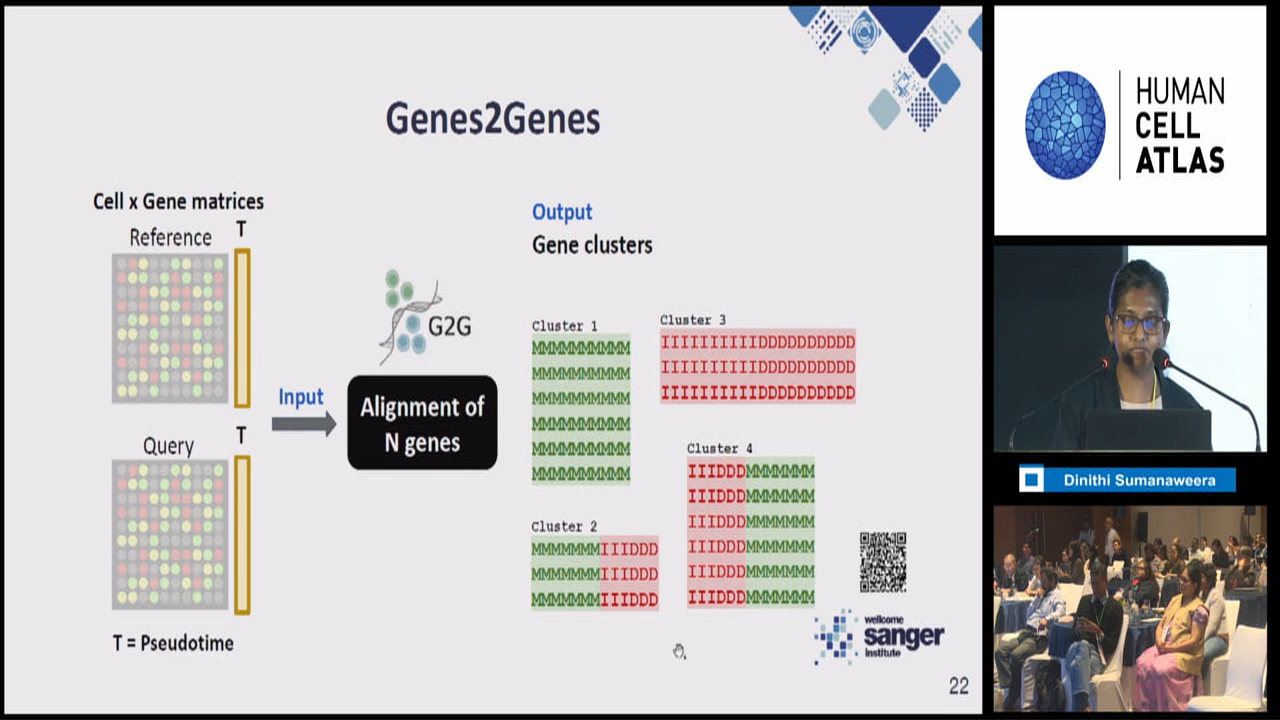 Genes2Genes
Cell x Gene matrices
Reference
T
Query
T
T = Pseudotime
Input
G2G
Alignment of
N genes
Output
Gene clusters
Cluster 1
MMMMMMMMMM
MMMMMMMMMM
MMMMMMMMMM
MMMMMMMMMM
MMMMMMMMMM
MMMMMMMMMM
Cluster 2
MMMMMMMIIIDDD
MMMMMMMIIIDDD
MMMMMMMIIIDDD
Cluster 3
IIIIIIIIIIDDDDDDDDDD
IIIIIIIIIIDDDDDDDDDD
IIIIIIIIIIDDDDDDDDDD
Cluster 4
IIIDDDMMMMMMM
IIIDDDMMMMMMM
IIIDDDMMMMMMM
IIIDDDMMMMMMM
IIIDDDMMMMMMM
IIIDDDMMMMMMM
wellcome
sanger
institute
22
HUMAN
CELL
ATLAS
Dinithi Sumanaweera